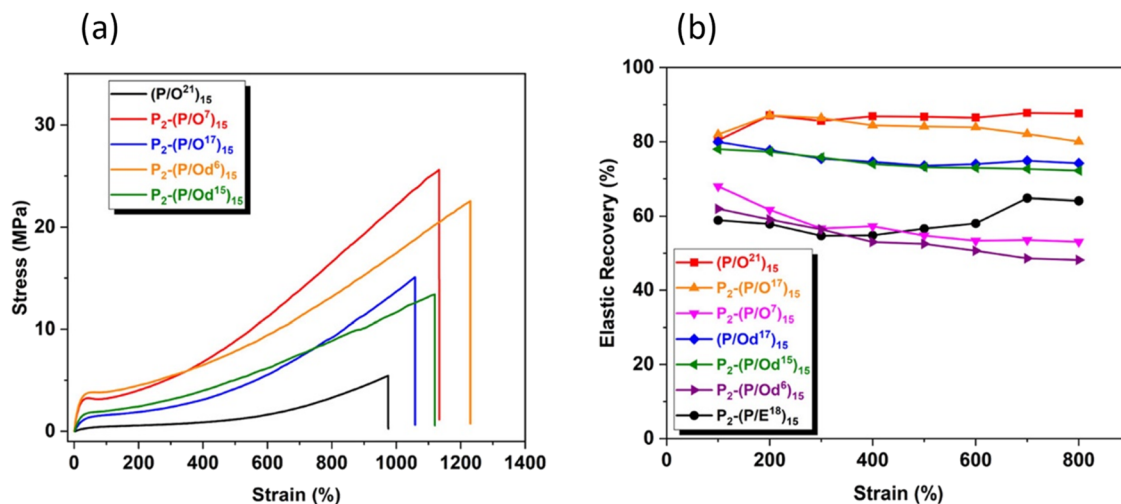 (a)
(P/O²¹)₁₅
P₂-(P/O⁷)₁₅
P₂-(P/O¹⁷)₁₅
P₂-(P/Od⁶)₁₅
P₂-(P/Od¹⁵)₁₅
Stress (MPa)
30
20
10
0
0 200 400 600 800 1000 1200 1400
Strain (%)
(b)
Elastic Recovery (%)
100
80
60
40
20
0
(P/O²¹)₁₅
P₂-(P/O¹⁷)₁₅
P₂-(P/O⁷)₁₅
(P/Od¹⁷)₁₅
P₂-(P/Od¹⁵)₁₅
P₂-(P/Od⁶)₁₅
P₂-(P/E¹⁸)₁₅
0 200 400 600 800
Strain (%)